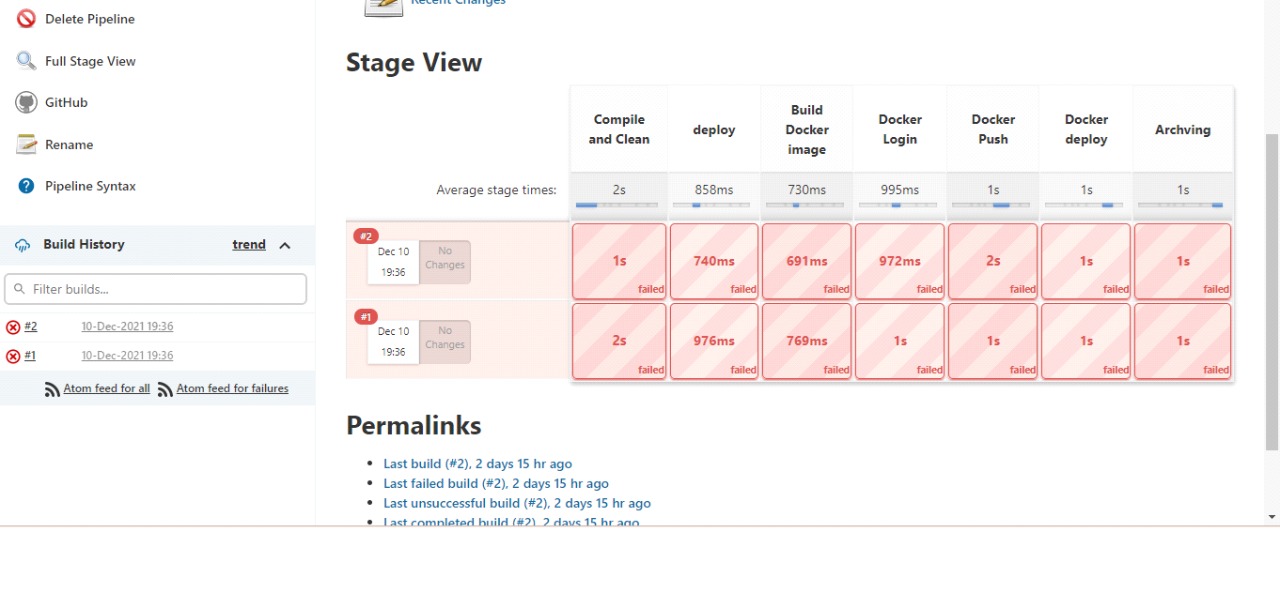 Delete Pipeline
Full Stage View
GitHub
Rename
Pipeline Syntax
Build History
trend
Filter builds...
#2 10-Dec-2021 19:36
#1 10-Dec-2021 19:36
Atom feed for all Atom feed for failures
Recent Changes
Stage View
Compile and Clean
deploy
Build Docker image
Docker Login
Docker Push
Docker deploy
Archving
Average stage times:
2s 858ms 730ms 995ms 1s 1s 1s
#2
Dec 10
19:36
No Changes
1s 740ms 691ms 972ms 2s 1s 1s
failed failed failed failed failed failed failed
#1
Dec 10
19:36
No Changes
2s 976ms 769ms 1s 1s 1s 1s
failed failed failed failed failed failed failed
Permalinks
Last build (#2), 2 days 15 hr ago
Last failed build (#2), 2 days 15 hr ago
Last unsuccessful build (#2), 2 days 15 hr ago
Last completed build (#2), 2 days 15 hr ago